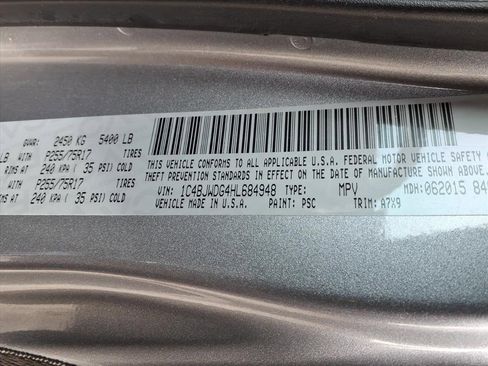 GVWR: 2450 KG 5400 LB
LB WITH P255/75R17 TIRES
RIMS AT 240 KPA ( 35 PSI) COLD
WITH P255/75R17 TIRES
RIMS AT 240 KPA ( 35 PSI) COLD
THIS VEHICLE CONFORMS TO ALL APPLICABLE U.S.A. FEDERAL MOTOR VEHICLE SAFETY
THEFT PREVENTION STANDARDS IN EFFECT ON THE DATE OF MANUFACTURE SHOWN ABOVE.
VIN: 1C4BJWDG4HL684948 TYPE: MPV MDH: 062015
VEHICLE MADE IN U.S.A. PAINT: PSC TRIM: A7X9